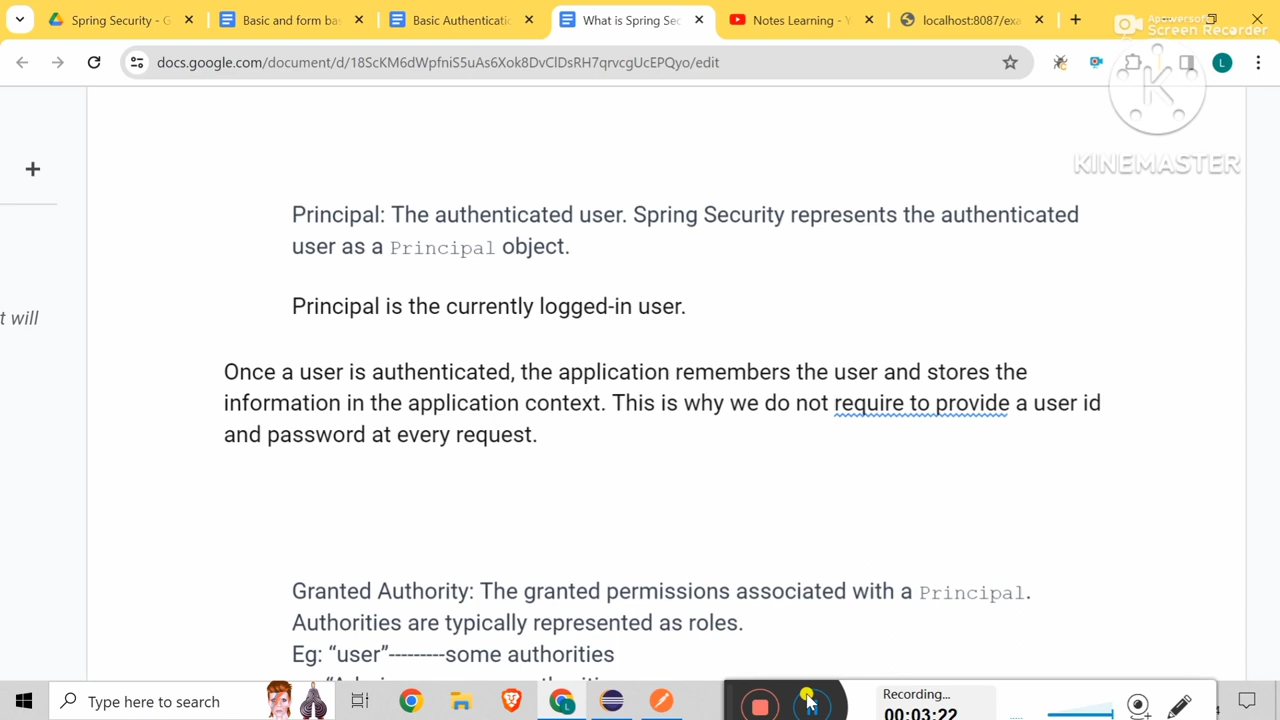 Spring Security - G
Basic and form ba
Basic Authenticatio
What is Spring Sec
Notes Learning - Y
localhost:8087/exa
Apowersoft
Screen Recorder
docs.google.com/document/d/18ScKM6dWpfniS5uAs6Xok8DvClDsRH7qrvcgUcEPQyo/edit
L
K
KINEMASTER
Principal: The authenticated user. Spring Security represents the authenticated
user as a Principal object.
Principal is the currently logged-in user.
t will
Once a user is authenticated, the application remembers the user and stores the
information in the application context. This is why we do not require to provide a user id
and password at every request.
Granted Authority: The granted permissions associated with a Principal.
Authorities are typically represented as roles.
Eg: “user”---------some authorities
Type here to search
Recording...
00:03:22